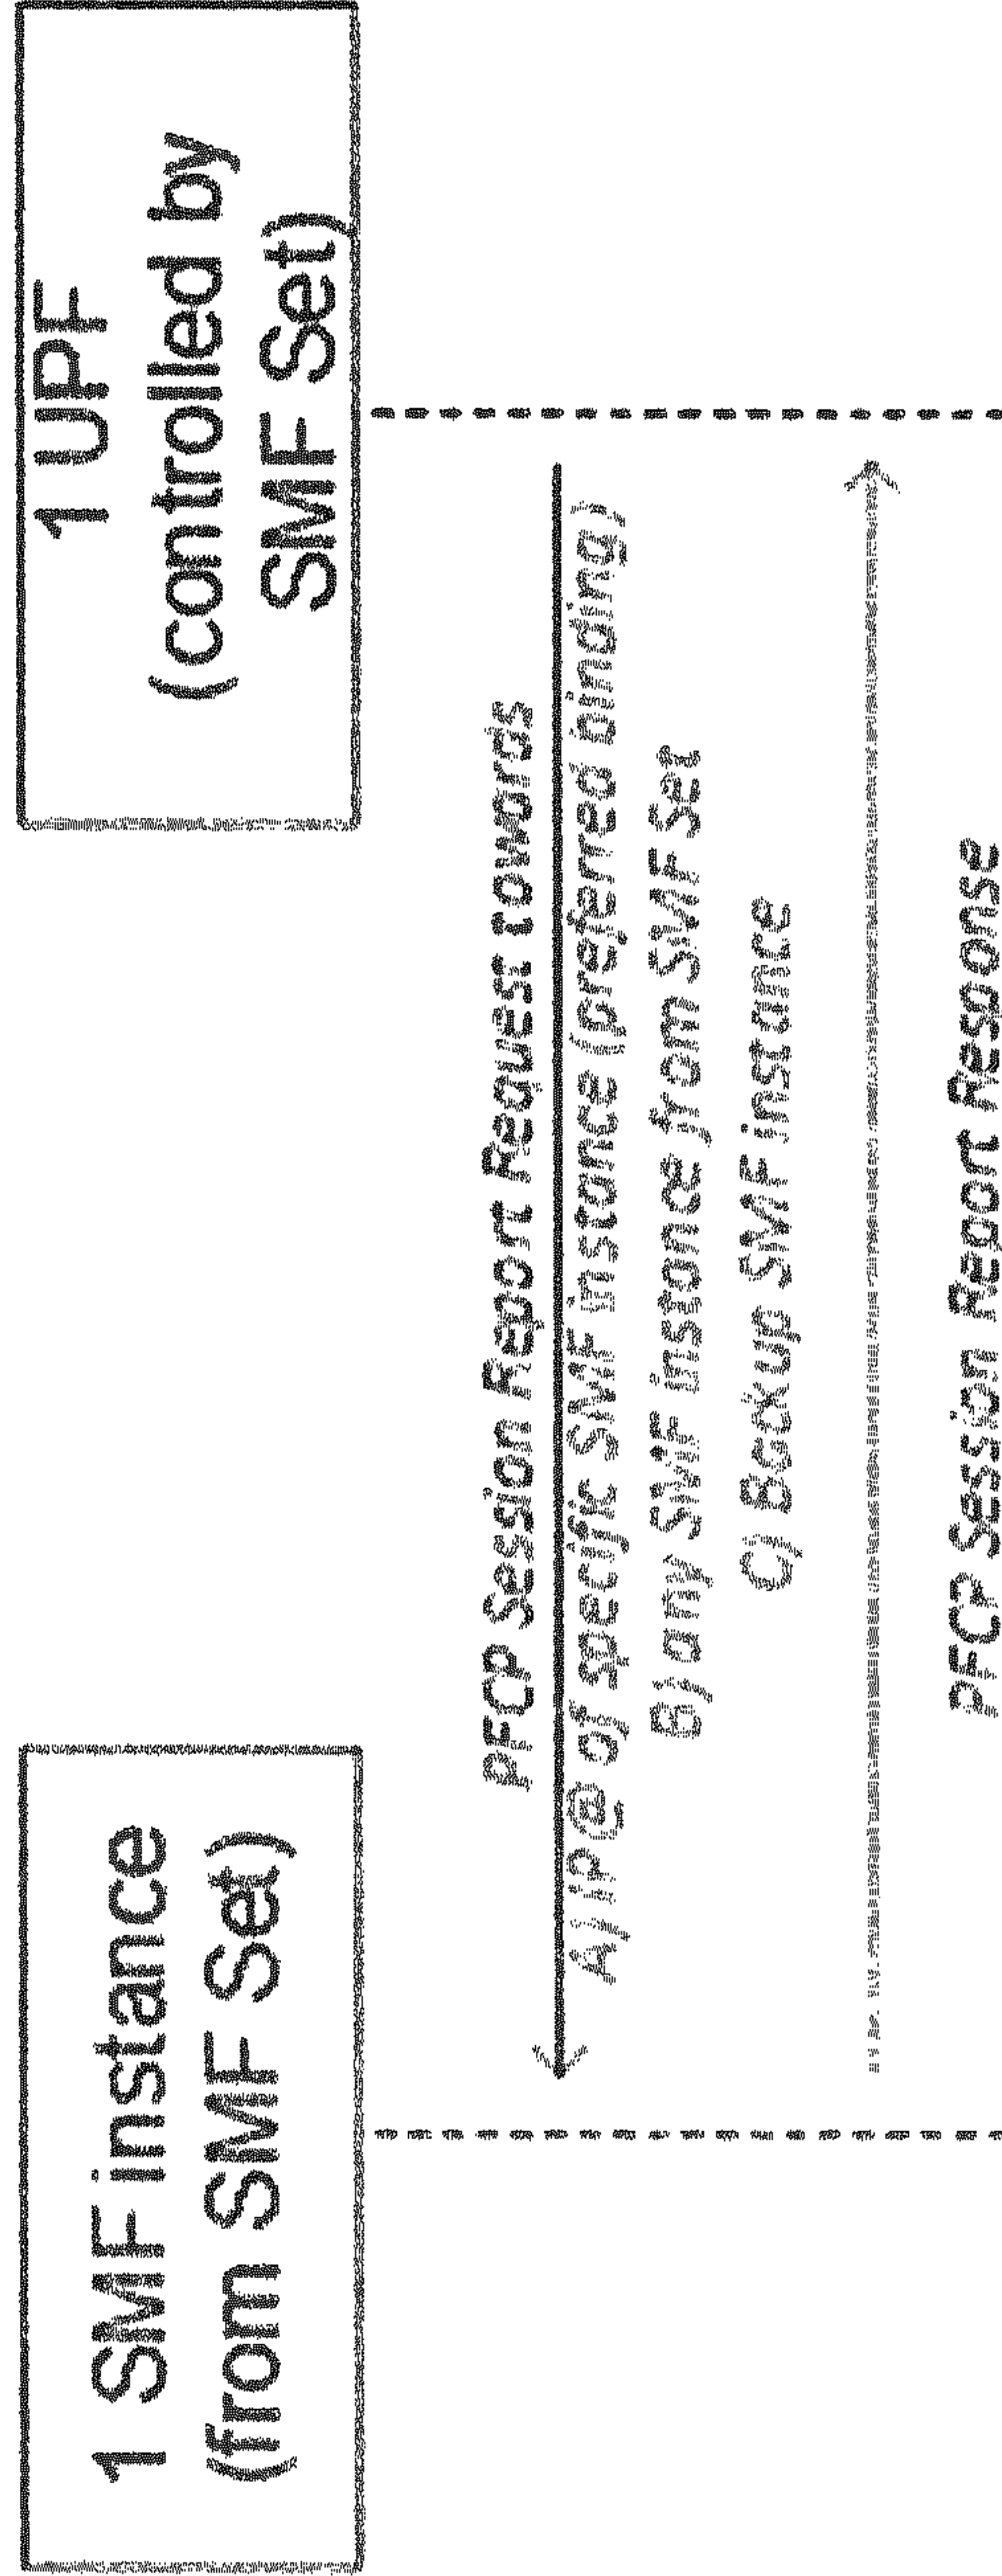 1 SMF instance
(from SMF Set)
1 UPF
(controlled by
SMF Set)
PFCP Session Report Request towards
A) IP@ of specific SMF instance (preferred binding)
B) any SMF instance from SMF Set
C) Backup SMF instance
PFCP Session Report Response